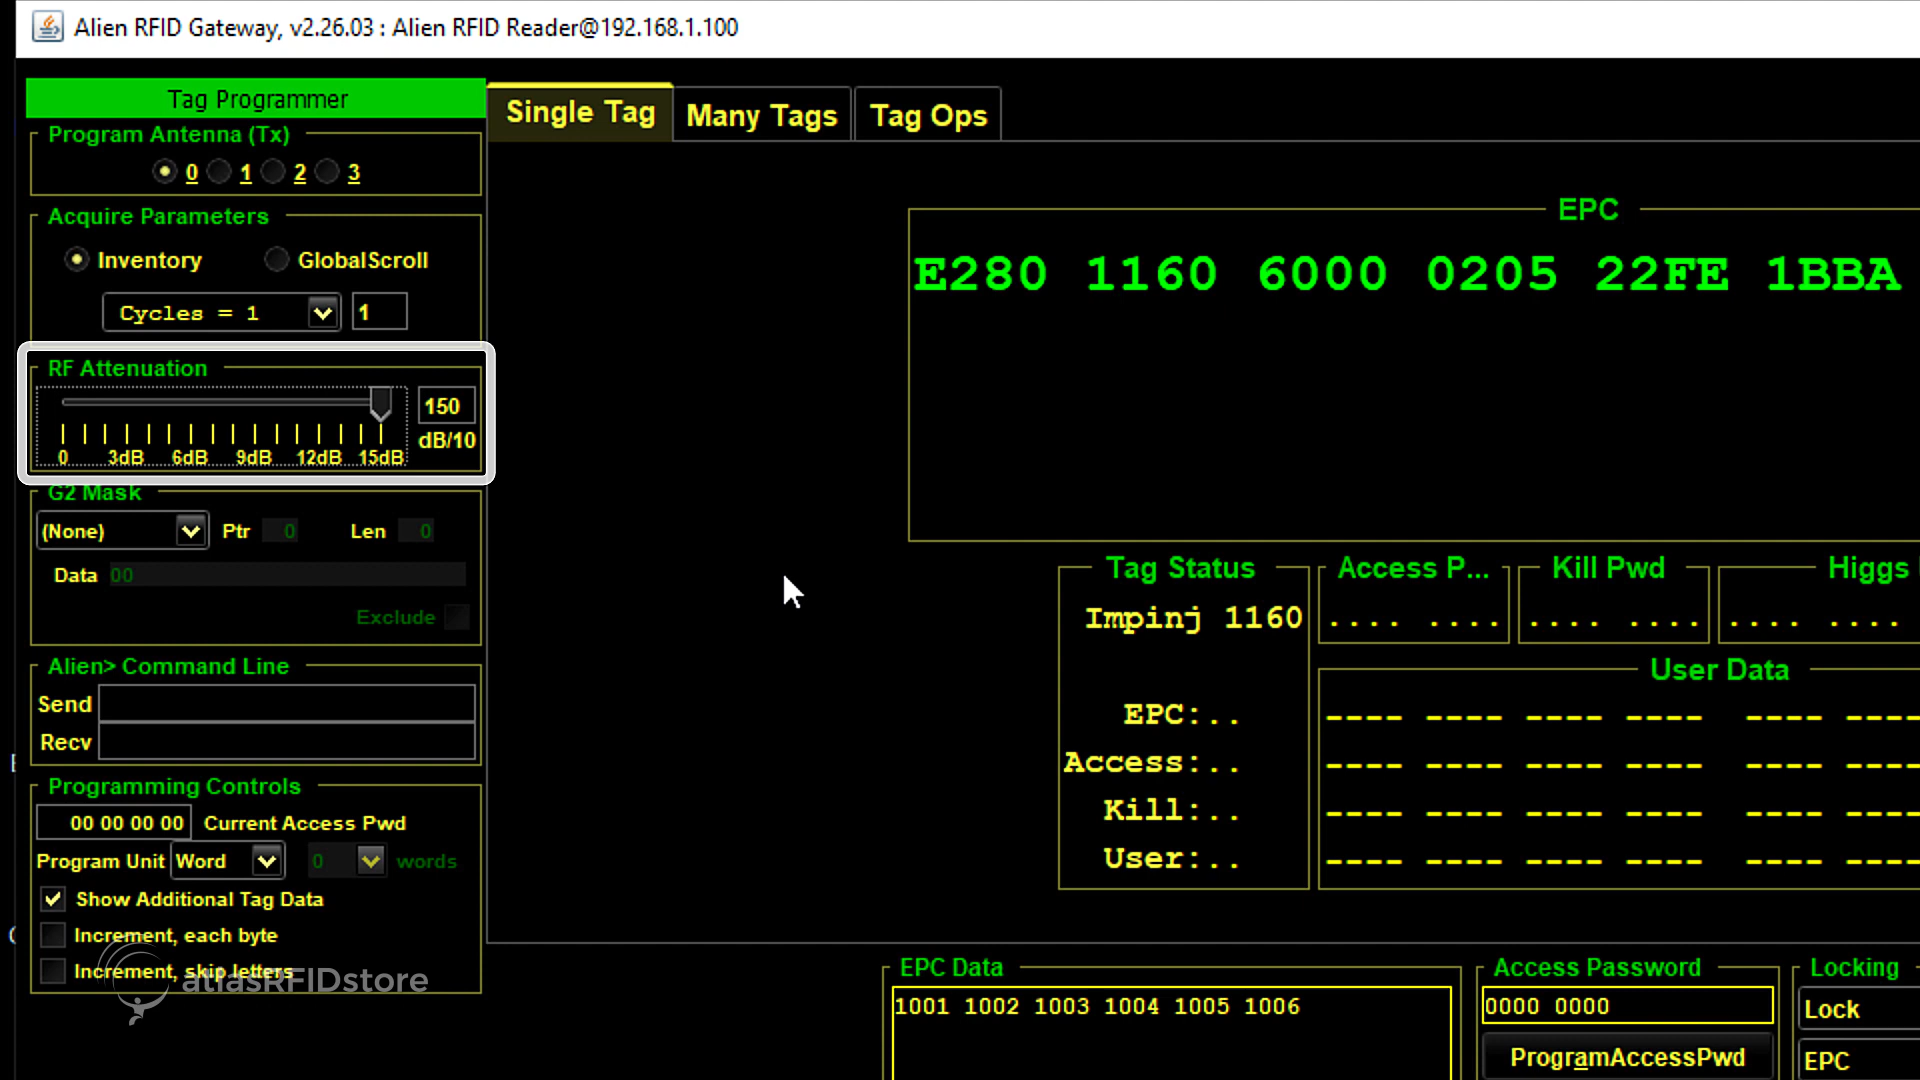 Alien RFID Gateway, v2.26.03 : Alien RFID Reader@192.168.1.100
Tag Programmer
Program Antenna (Tx)
0 1 2 3
Acquire Parameters
Inventory GlobalScroll
Cycles = 1 1
RF Attenuation
150
dB/10
0 3dB 6dB 9dB 12dB 15dB
G2 Mask
(None) Ptr 0 Len 0
Data 00
Exclude
Alien> Command Line
Send
Recv
Programming Controls
00 00 00 00 Current Access Pwd
Program Unit Word 0 words
Show Additional Tag Data
Increment, each byte
Increment, skip letters
atlasRFIDstore
Single Tag Many Tags Tag Ops
EPC
E280 1160 6000 0205 22FE 1BBA
Tag Status
Impinj 1160
EPC:..
Access:..
Kill:..
User:..
Access P...
.... ....
Kill Pwd
.... ....
Higgs
.... ....
User Data
---- ---- ---- ---- ---- ----
---- ---- ---- ---- ---- ----
---- ---- ---- ---- ---- ----
---- ---- ---- ---- ---- ----
EPC Data
1001 1002 1003 1004 1005 1006
Access Password
0000 0000
ProgramAccessPwd
Locking
Lock
EPC